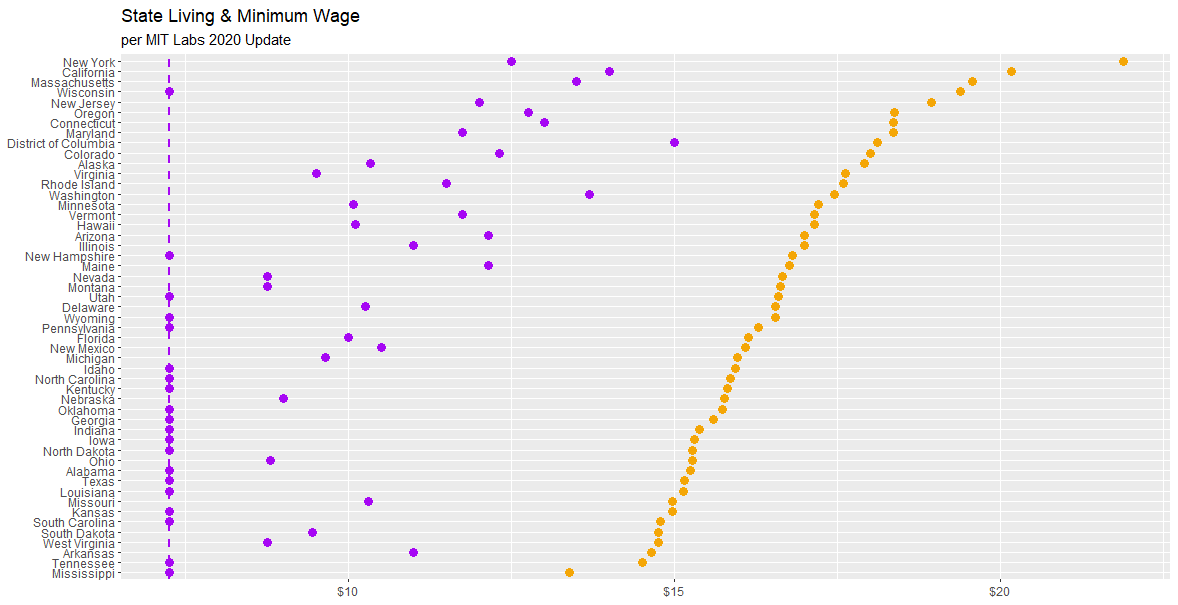 State Living & Minimum Wage
per MIT Labs 2020 Update
New York
California
Massachusetts
Wisconsin
New Jersey
Oregon
Connecticut
Maryland
District of Columbia
Colorado
Alaska
Virginia
Rhode Island
Washington
Minnesota
Vermont
Hawaii
Arizona
Illinois
New Hampshire
Maine
Nevada
Montana
Utah
Delaware
Wyoming
Pennsylvania
Florida
New Mexico
Michigan
Idaho
North Carolina
Kentucky
Nebraska
Oklahoma
Georgia
Indiana
Iowa
North Dakota
Ohio
Alabama
Texas
Louisiana
Missouri
Kansas
South Carolina
South Dakota
West Virginia
Arkansas
Tennessee
Mississippi
$10 $15 $20